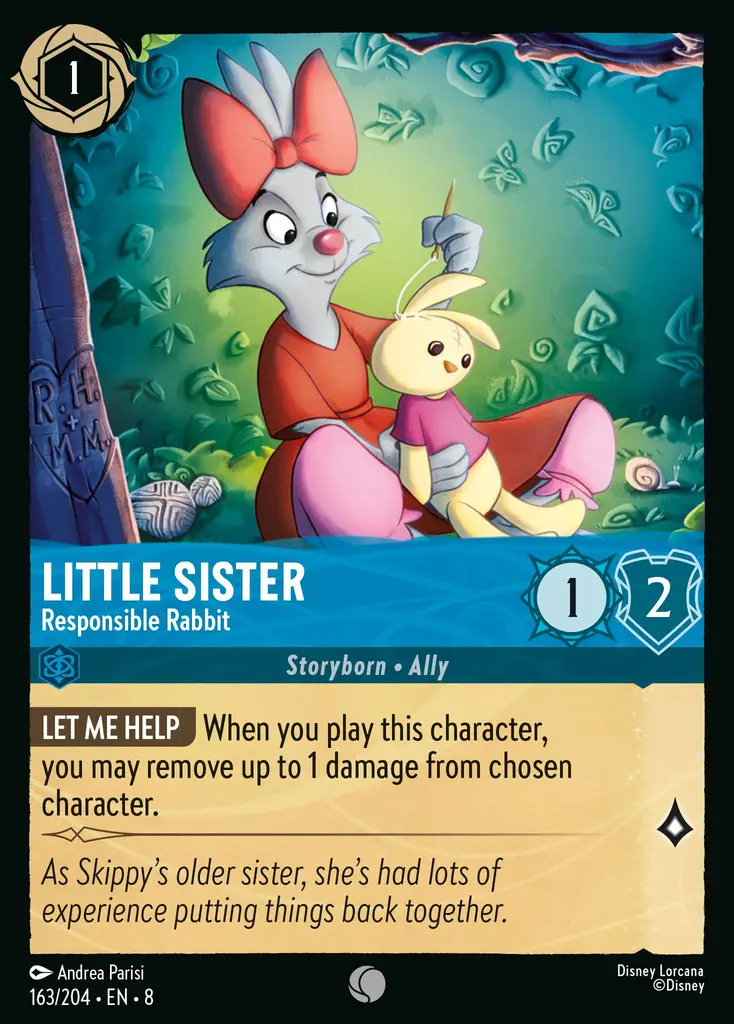 1
R.H.
+
M.M.
LITTLE SISTER
Responsible Rabbit
1
2
Storyborn • Ally
LET ME HELP When you play this character,
you may remove up to 1 damage from chosen
character.
As Skippy's older sister, she's had lots of
experience putting things back together.
Andrea Parisi
163/204 • EN • 8
Disney Lorcana
©Disney